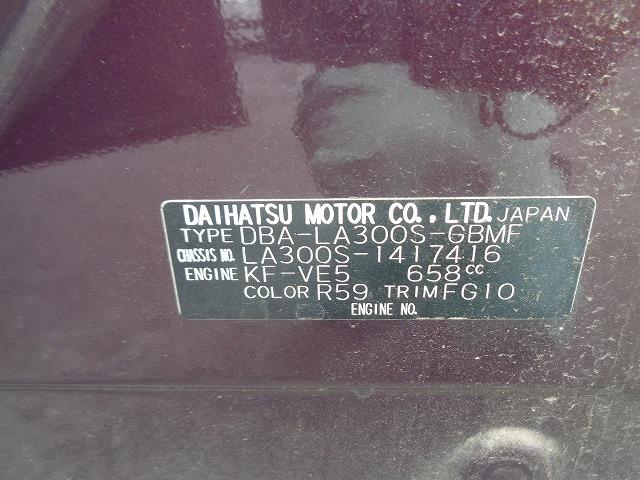 DAIHATSU MOTOR CO., LTD. JAPAN
TYPE DBA-LA300S-GBMF
CHASSIS NO. LA300S-1417416
ENGINE KF-VE5 658cc
COLOR R59 TRIM FG10
ENGINE NO.